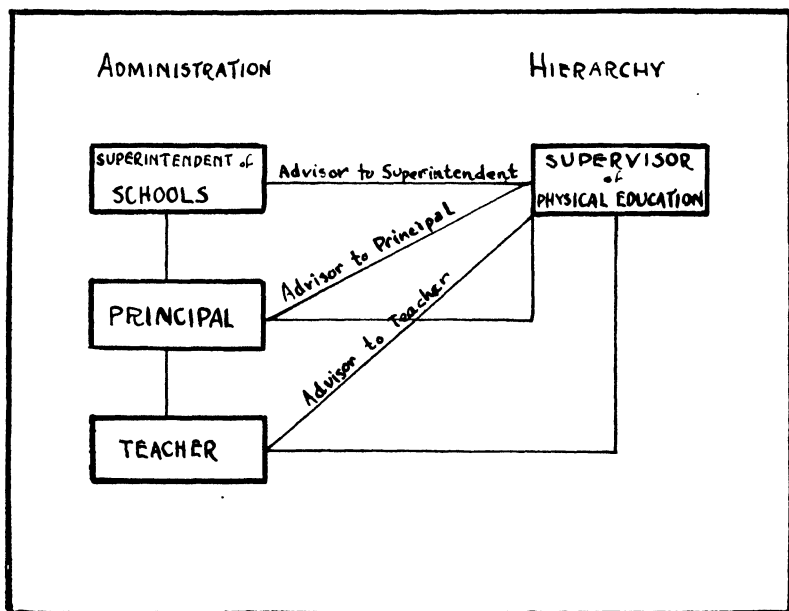 ADMINISTRATION HIERARCHY
SUPERINTENDENT of
SCHOOLS
Advisor to Superintendent
SUPERVISOR
of
PHYSICAL EDUCATION
Advisor to Principal
PRINCIPAL
Advisor to Teacher
TEACHER